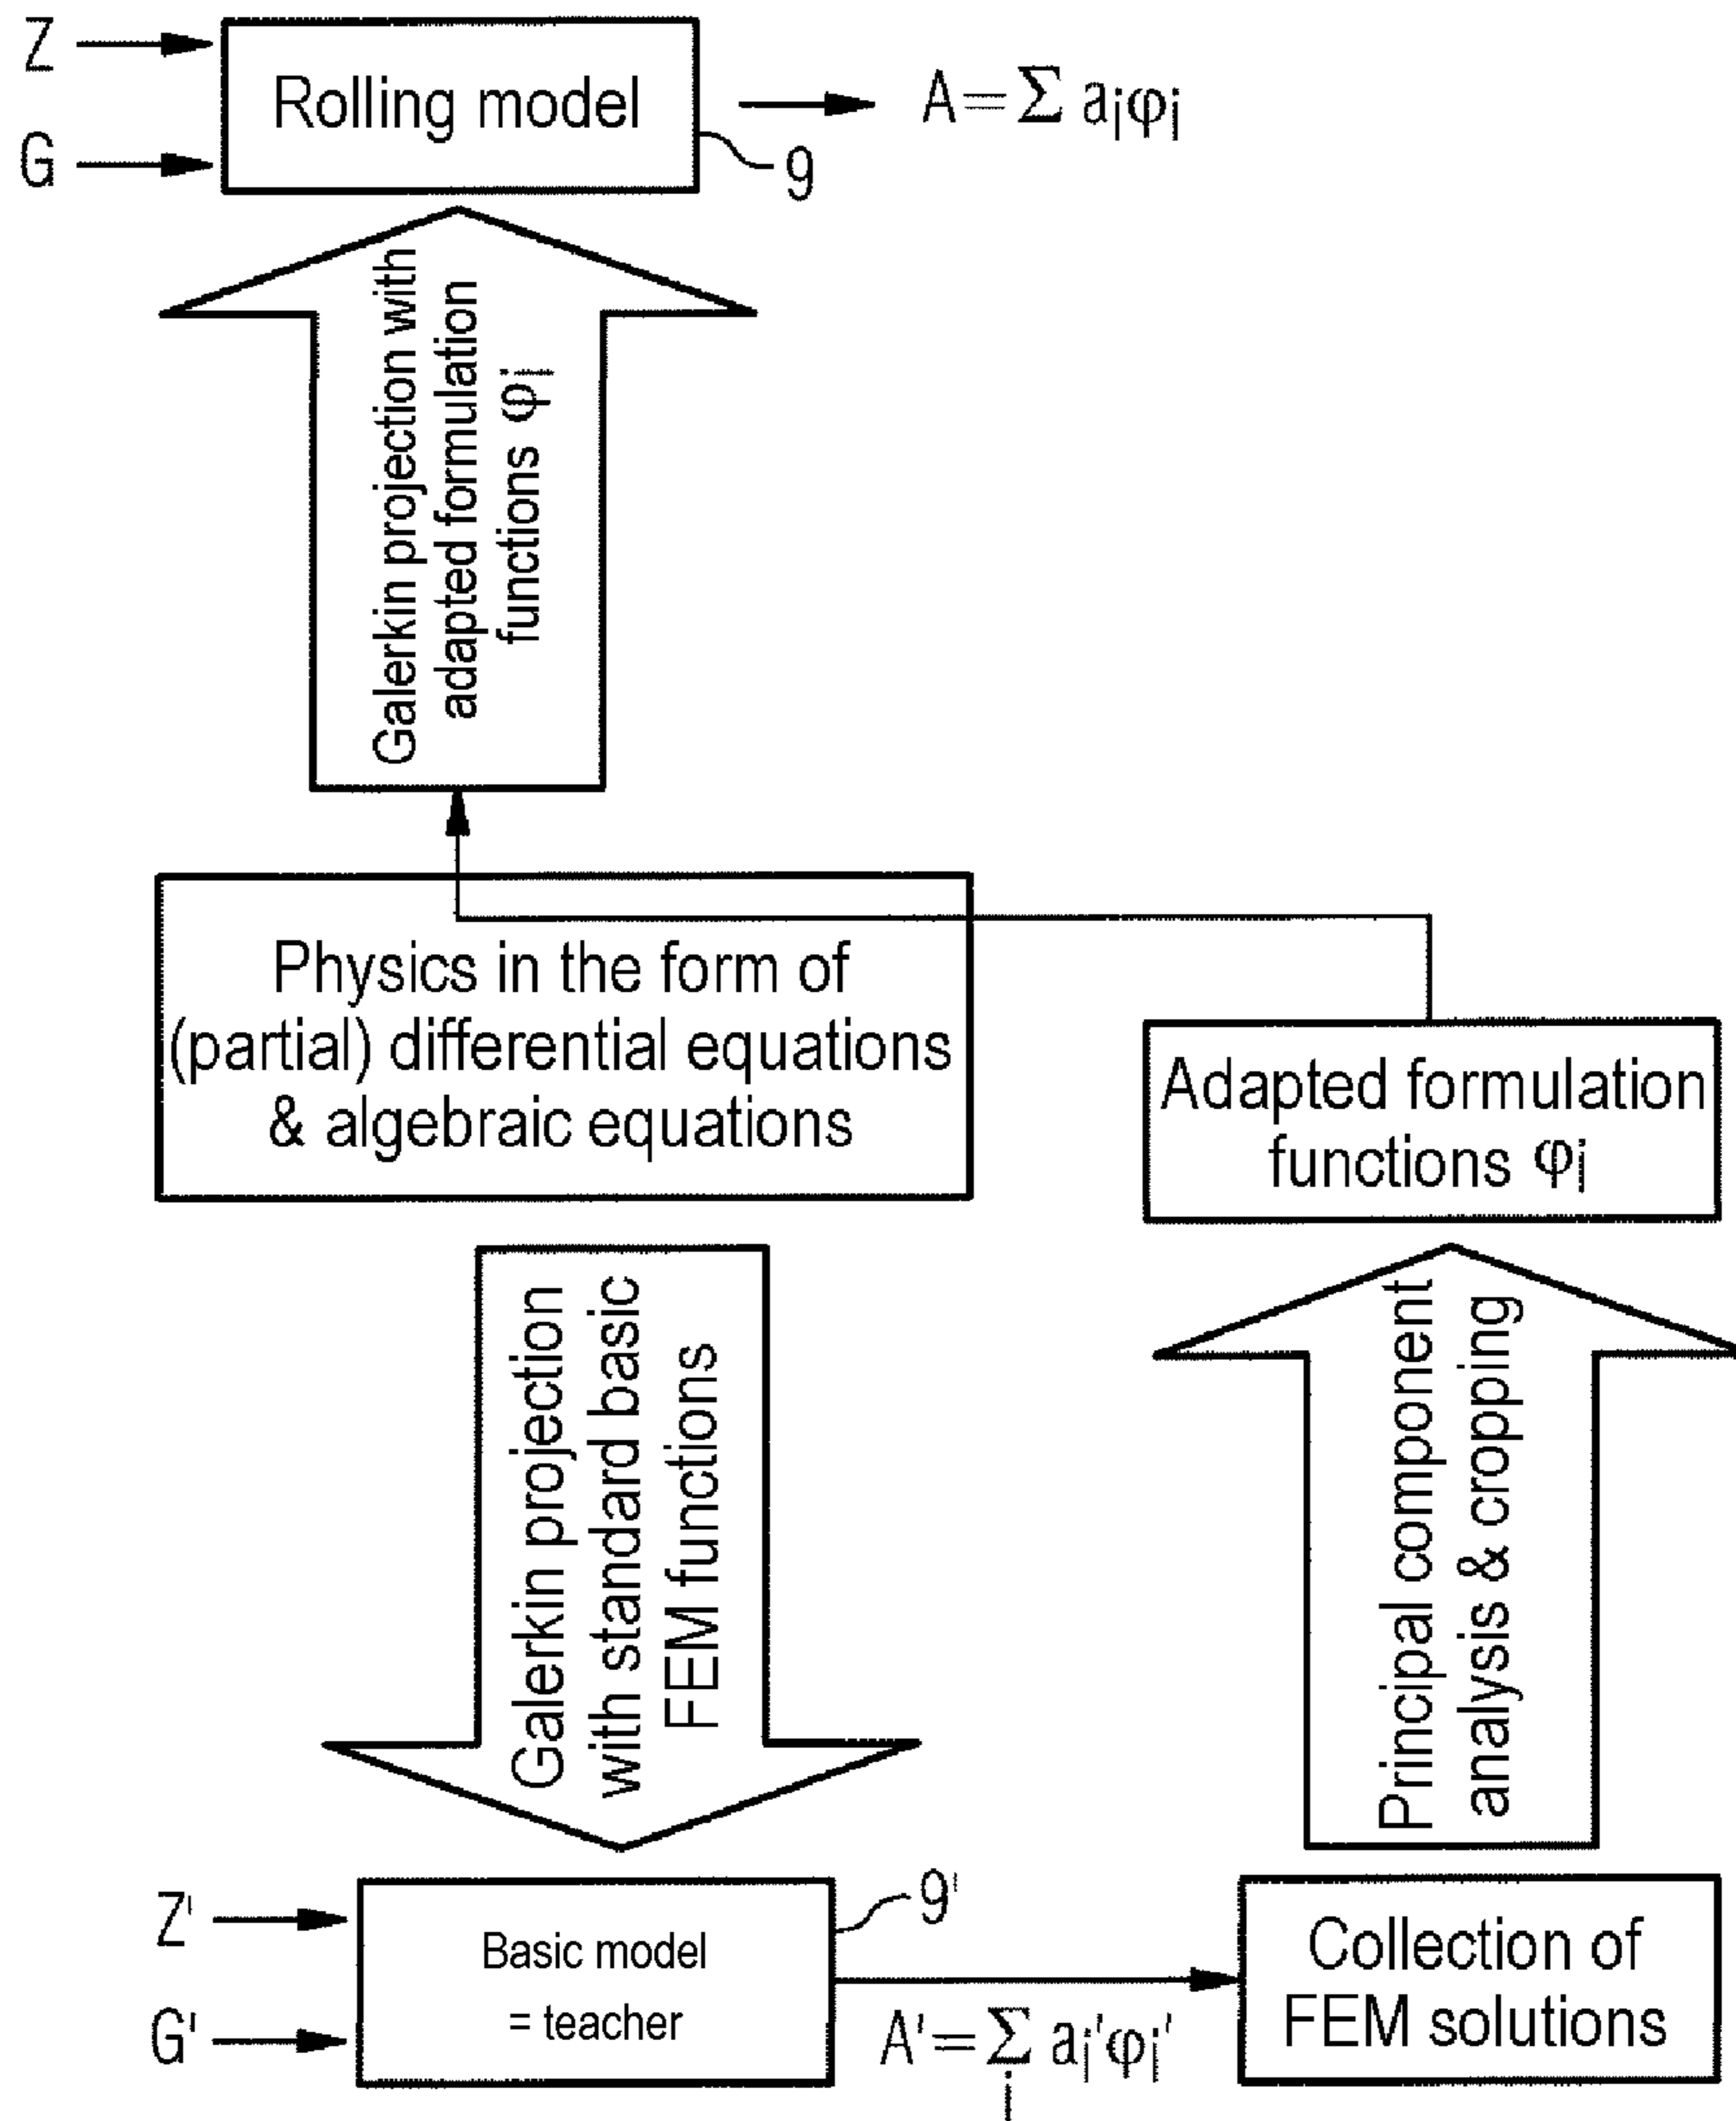 Z
G
Rolling model
9
A=Σ aᵢφᵢ
Galerkin projection with
adapted formulation
functions φᵢ
Physics in the form of
(partial) differential equations
& algebraic equations
Adapted formulation
functions φᵢ
Galerkin projection
with standard basic
FEM functions
Principal component
analysis & cropping
Z'
G'
Basic model
= teacher
9'
A'=Σ aᵢ'φᵢ'
i
Collection of
FEM solutions